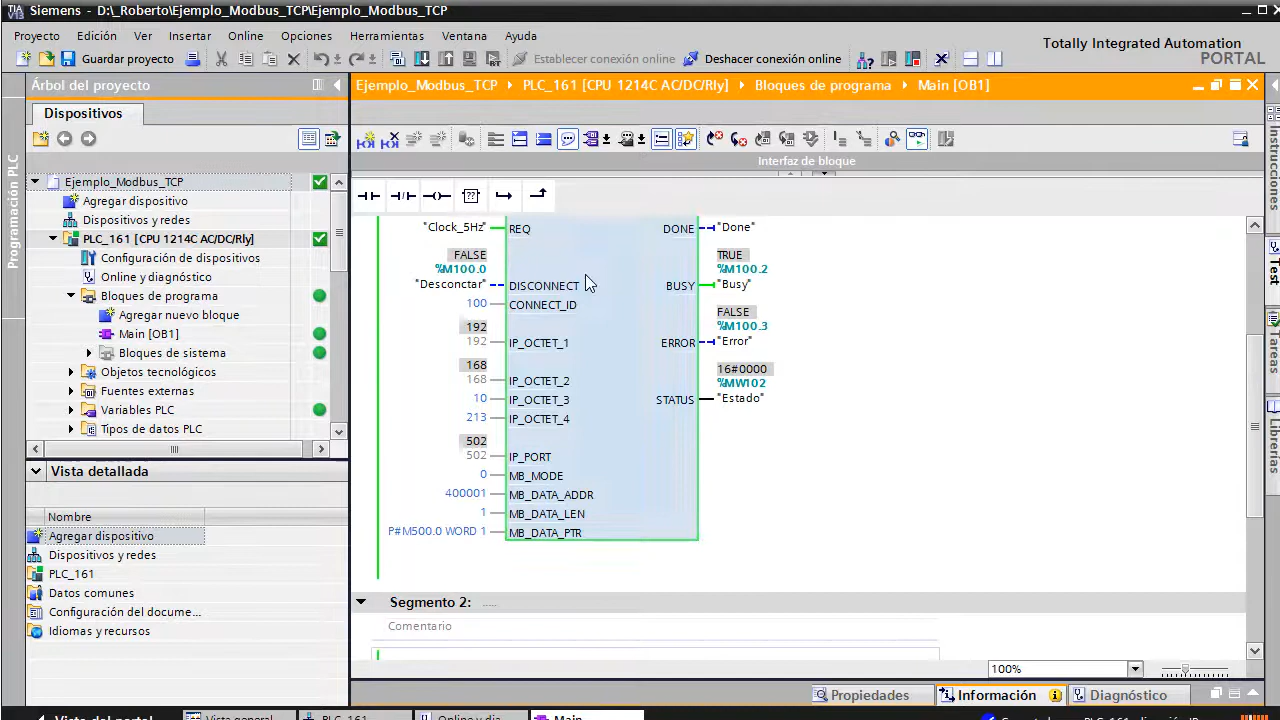 Siemens - D:\_Roberto\Ejemplo_Modbus_TCP\Ejemplo_Modbus_TCP
Proyecto Edición Ver Insertar Online Opciones Herramientas Ventana Ayuda
Totally Integrated Automation
PORTAL
Guardar proyecto
Establecer conexión online
Deshacer conexión online
Árbol del proyecto
Ejemplo_Modbus_TCP PLC_161 [CPU 1214C AC/DC/Rly] Bloques de programa Main [OB1]
Dispositivos
Programación PLC
Ejemplo_Modbus_TCP
Agregar dispositivo
Dispositivos y redes
PLC_161 [CPU 1214C AC/DC/Rly]
Configuración de dispositivos
Online y diagnóstico
Bloques de programa
Agregar nuevo bloque
Main [OB1]
Bloques de sistema
Objetos tecnológicos
Fuentes externas
Variables PLC
Tipos de datos PLC
Vista detallada
Nombre
Agregar dispositivo
Dispositivos y redes
PLC_161
Datos comunes
Configuración del docume...
Idiomas y recursos
Interfaz de bloque
"Clock_5Hz" REQ DONE "Done"
FALSE TRUE
%M100.0 %M100.2
"Desconctar" DISCONNECT BUSY "Busy"
100 CONNECT_ID
192 FALSE
%M100.3
192 IP_OCTET_1 ERROR "Error"
168 16#0000
168 IP_OCTET_2 %MW102
10 IP_OCTET_3 STATUS "Estado"
213 IP_OCTET_4
502
502 IP_PORT
0 MB_MODE
400001 MB_DATA_ADDR
1 MB_DATA_LEN
P#M500.0 WORD 1 MB_DATA_PTR
Segmento 2: .....
Comentario
100%
Propiedades Información Diagnóstico
Instrucciones
Test
Tareas
Librerías
Vista del portal Vista general PLC_161 Online y dia... Main